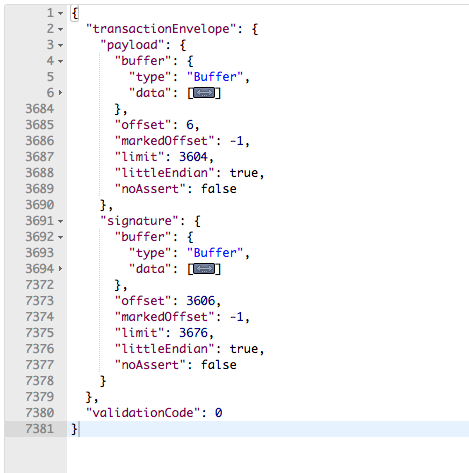 1 {
2 "transactionEnvelope": {
3 "payload": {
4 "buffer": {
5 "type": "Buffer",
6 "data": [↔]
3684 },
3685 "offset": 6,
3686 "markedOffset": -1,
3687 "limit": 3604,
3688 "littleEndian": true,
3689 "noAssert": false
3690 },
3691 "signature": {
3692 "buffer": {
3693 "type": "Buffer",
3694 "data": [↔]
7372 },
7373 "offset": 3606,
7374 "markedOffset": -1,
7375 "limit": 3676,
7376 "littleEndian": true,
7377 "noAssert": false
7378 }
7379 },
7380 "validationCode": 0
7381 }